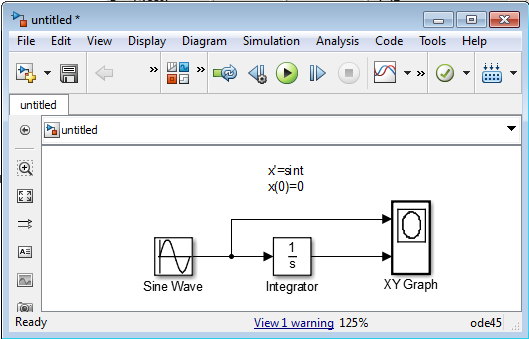 untitled *
File Edit View Display Diagram Simulation Analysis Code Tools Help
» » »
untitled
untitled
x'=sint
x(0)=0
1
s
Sine Wave Integrator XY Graph
Ready View 1 warning 125% ode45